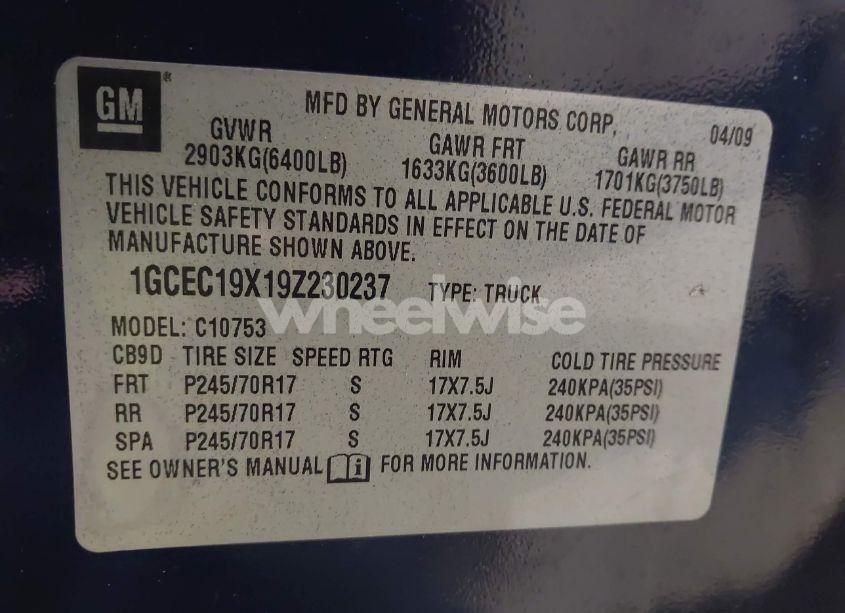 GM ®
MFD BY GENERAL MOTORS CORP. 04/09
GVWR GAWR FRT GAWR RR
2903KG(6400LB) 1633KG(3600LB) 1701KG(3750LB)
THIS VEHICLE CONFORMS TO ALL APPLICABLE U.S. FEDERAL MOTOR
VEHICLE SAFETY STANDARDS IN EFFECT ON THE DATE OF
MANUFACTURE SHOWN ABOVE.
1GCEC19X19Z230237 TYPE: TRUCK
wheelwise
MODEL: C10753
CB9D TIRE SIZE SPEED RTG RIM COLD TIRE PRESSURE
FRT P245/70R17 S 17X7.5J 240KPA(35PSI)
RR P245/70R17 S 17X7.5J 240KPA(35PSI)
SPA P245/70R17 S 17X7.5J 240KPA(35PSI)
SEE OWNER'S MANUAL i FOR MORE INFORMATION.